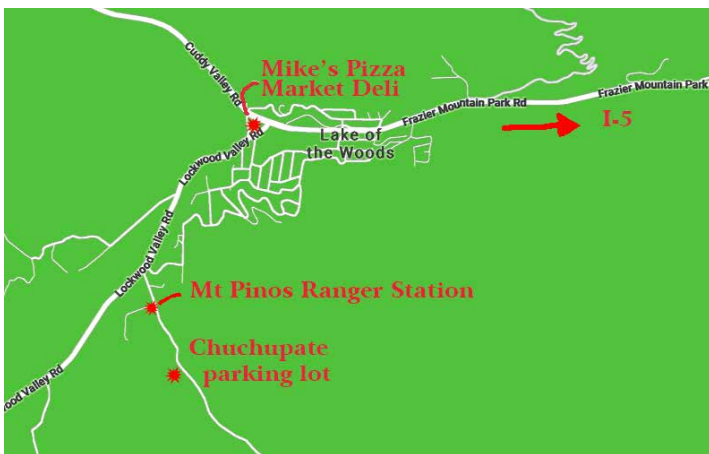 Cuddy Valley Rd
Mike's Pizza
Market Deli
Frazier Mountain Park
Frazier Mountain Park Rd
I-5
Lake of
the Woods
Lockwood Valley Rd
Lockwood Valley Rd
Mt Pinos Ranger Station
Chuchupate
parking lot
wood Valley Rd